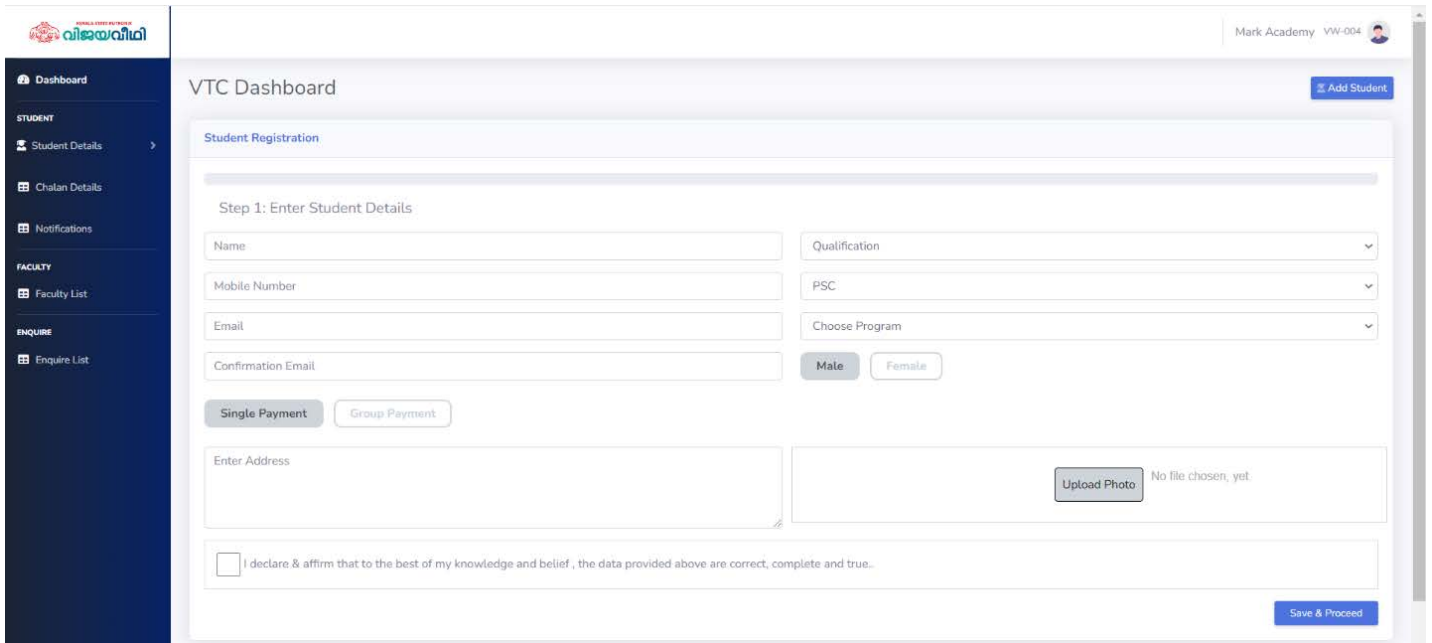 വിജയവീഥി
Mark Academy VW-004
Dashboard
STUDENT
Student Details
Chalan Details
Notifications
FACULTY
Faculty List
ENQUIRE
Enquire List
VTC Dashboard
Add Student
Student Registration
Step 1: Enter Student Details
Name
Qualification
Mobile Number
PSC
Email
Choose Program
Confirmation Email
Male Female
Single Payment Group Payment
Enter Address
Upload Photo No file chosen, yet.
I declare & affirm that to the best of my knowledge and belief , the data provided above are correct, complete and true..
Save & Proceed